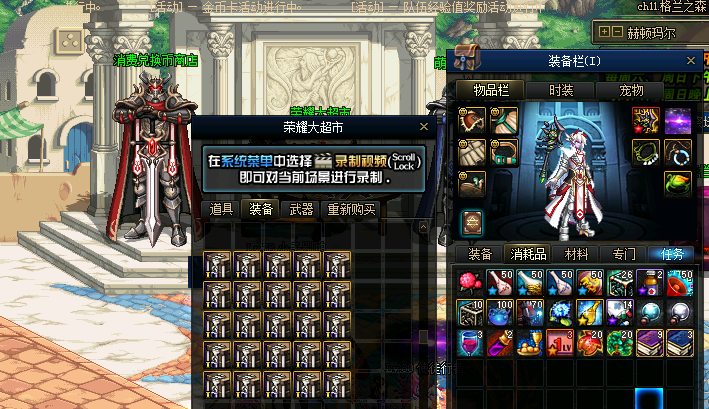 行中。
[活动] — 金币卡活动进行中。
[活动] — 队伍经验值奖励活动
ch11.格兰之森
赫顿玛尔
消费兑换币商店
装备栏(I)
物品栏
时装
宠物
荣耀大超市
在系统菜单中选择 录制视频(Scroll Lock)
即可对当前场景进行录制.
道具
装备
武器
重新购买
装备
消耗品
材料
专门
任务
50
50
50
50
26
2
50
10
100
70
14
2
1LV
20
20
9
3